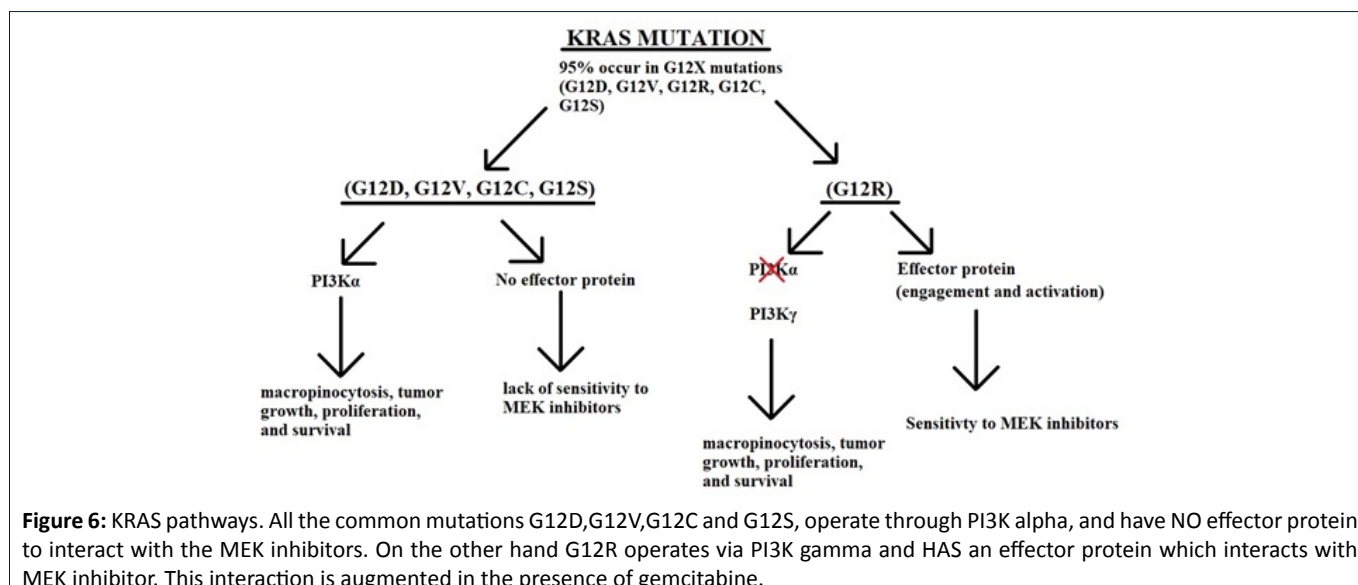 KRAS MUTATION
95% occur in G12X mutations
(G12D, G12V, G12R, G12C,
G12S)
(G12D, G12V, G12C, G12S)
(G12R)
PI3Kα
No effector protein
PI3Kα
Effector protein
(engagement and activation)
PI3Kγ
macropinocytosis, tumor
growth, proliferation,
and survival
lack of sensitivity to
MEK inhibitors
macropinocytosis, tumor
growth, proliferation,
and survival
Sensitivty to MEK inhibitors
Figure 6: KRAS pathways. All the common mutations G12D,G12V,G12C and G12S, operate through PI3K alpha, and have NO effector protein
to interact with the MEK inhibitors. On the other hand G12R operates via PI3K gamma and HAS an effector protein which interacts with
MEK inhibitor. This interaction is augmented in the presence of gemcitabine.